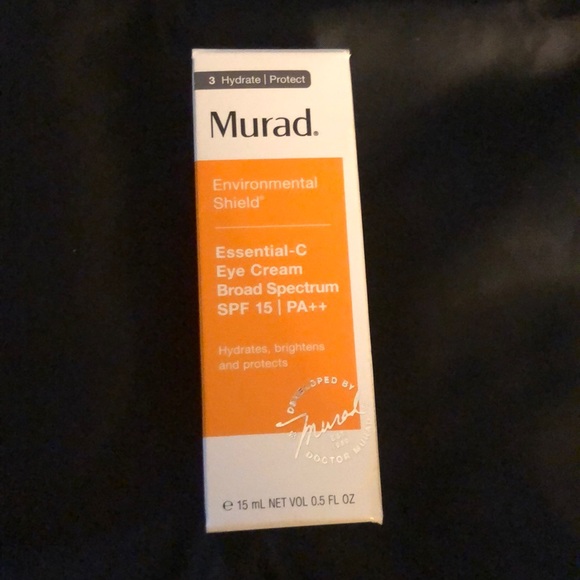 3 Hydrate | Protect
Murad®
Environmental
Shield®
Essential-C
Eye Cream
Broad Spectrum
SPF 15 | PA++
Hydrates, brightens
and protects
DEVELOPED BY
Murad
DOCTOR MURAD
℮ 15 mL NET VOL 0.5 FL OZ